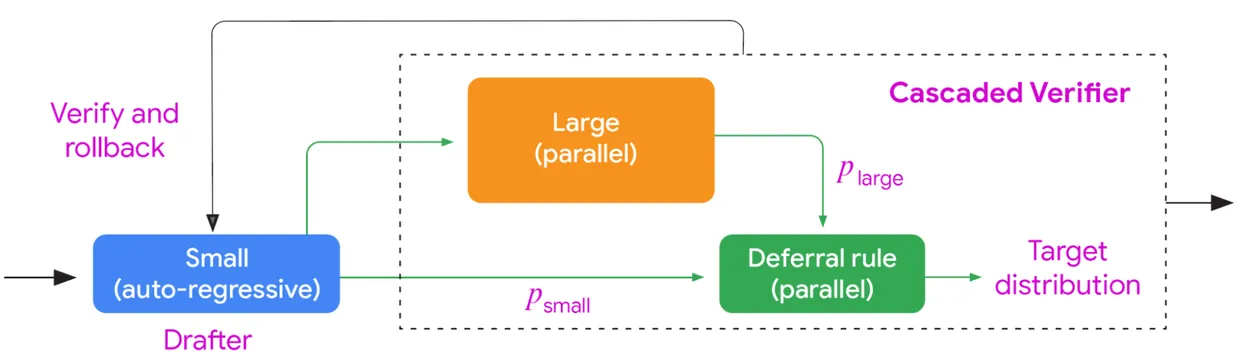 Cascaded Verifier
Verify and
rollback
Large
(parallel)
p large
Small
(auto-regressive)
Drafter
p small
Deferral rule
(parallel)
Target
distribution